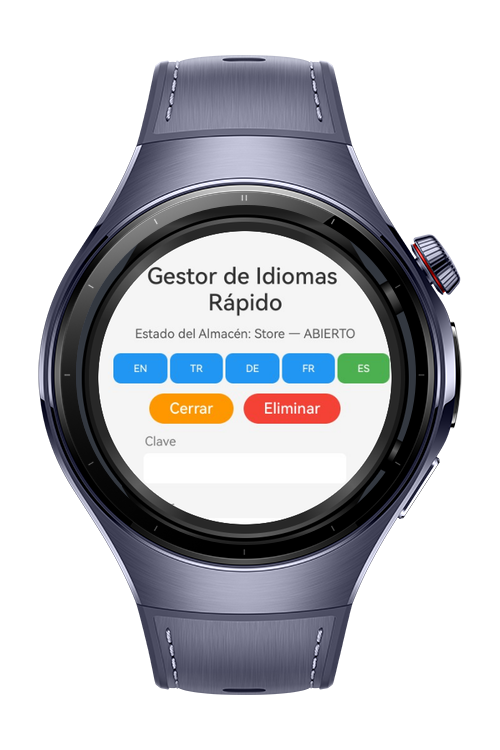 Gestor de Idiomas
Rápido
Estado del Almacén: Store — ABIERTO
EN TR DE FR ES
Cerrar Eliminar
Clave